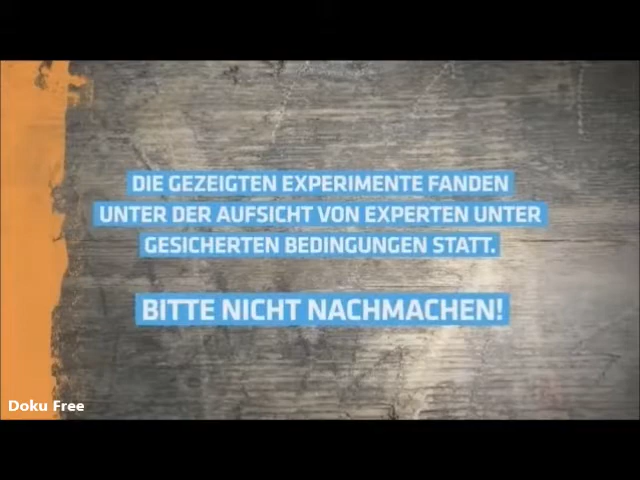 DIE GEZEIGTEN EXPERIMENTE FANDEN
UNTER DER AUFSICHT VON EXPERTEN UNTER
GESICHERTEN BEDINGUNGEN STATT.
BITTE NICHT NACHMACHEN!
Doku Free